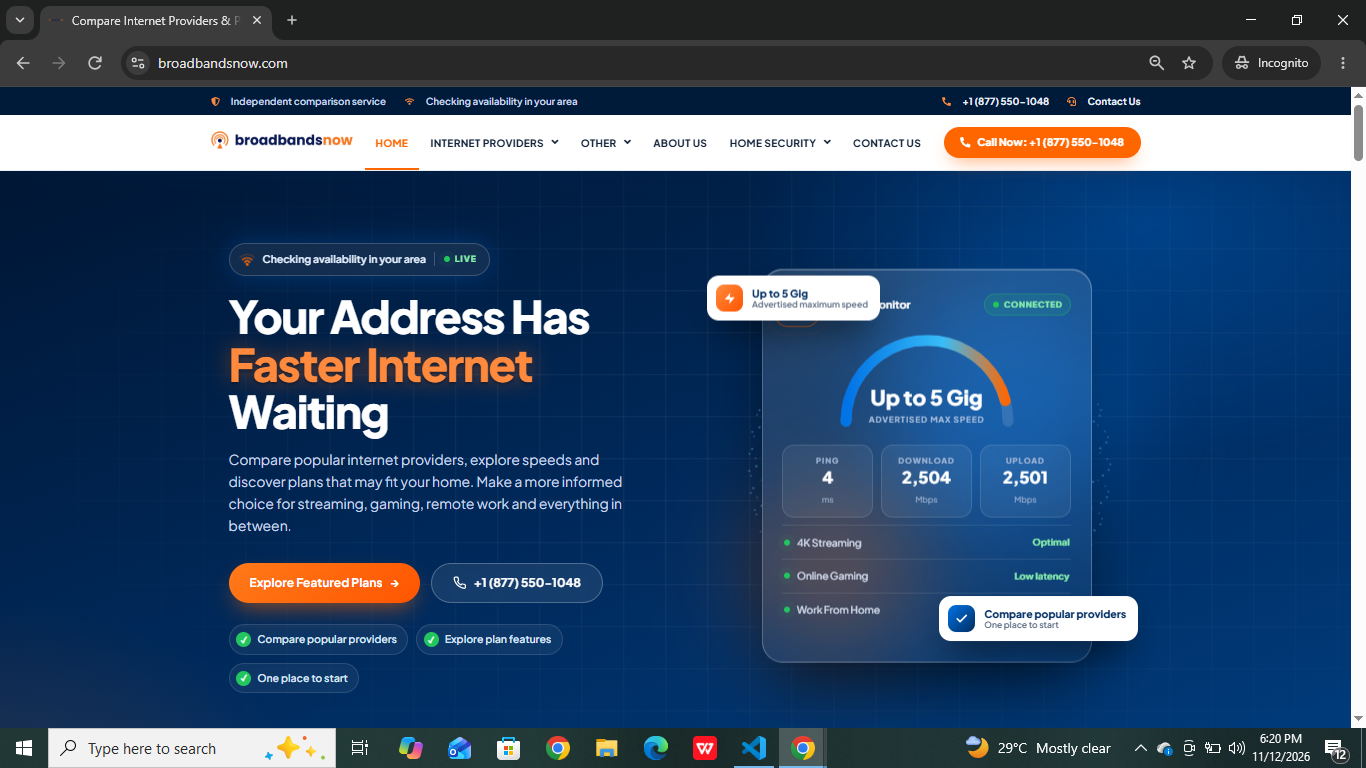 Compare Internet Providers & P
broadbandsnow.com
Incognito
Independent comparison service
Checking availability in your area
+1 (877) 550-1048
Contact Us
broadbandsnow
HOME
INTERNET PROVIDERS
OTHER
ABOUT US
HOME SECURITY
CONTACT US
Call Now: +1 (877) 550-1048
Checking availability in your area
LIVE
Your Address Has
Faster Internet
Waiting
Compare popular internet providers, explore speeds and
discover plans that may fit your home. Make a more informed
choice for streaming, gaming, remote work and everything in
between.
Explore Featured Plans →
+1 (877) 550-1048
Compare popular providers
Explore plan features
One place to start
Up to 5 Gig
Advertised maximum speed
onitor
CONNECTED
Up to 5 Gig
ADVERTISED MAX SPEED
PING
4
ms
DOWNLOAD
2,504
Mbps
UPLOAD
2,501
Mbps
4K Streaming
Optimal
Online Gaming
Low latency
Work From Home
Compare popular providers
One place to start
Type here to search
29°C Mostly clear
6:20 PM
11/12/2026
12